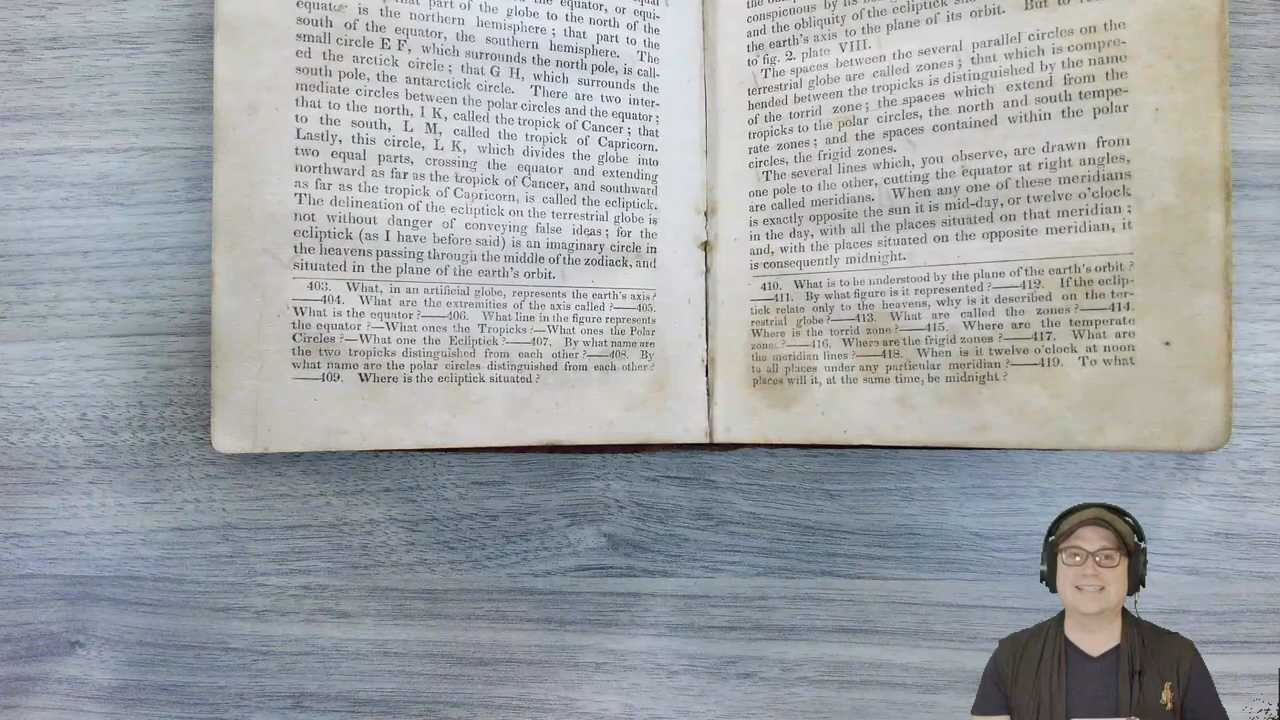 the equator, or equi-
that part of the globe to the north of the
equator is the northern hemisphere ; that part to the
south of the equator, the southern hemisphere. The
small circle E F, which surrounds the north pole, is call-
ed the arctick circle ; that G H, which surrounds the
south pole, the antarctick circle. There are two inter-
mediate circles between the polar circles and the equator ;
that to the north, I K, called the tropick of Cancer ; that
to the south, L M, called the tropick of Capricorn.
Lastly, this circle, L K, which divides the globe into
two equal parts, crossing the equator and extending
northward as far as the tropick of Cancer, and southward
as far as the tropick of Capricorn, is called the ecliptick.
The delineation of the ecliptick on the terrestrial globe is
not without danger of conveying false ideas ; for the
ecliptick (as I have before said) is an imaginary circle in
the heavens passing through the middle of the zodiack, and
situated in the plane of the earth's orbit.
403. What, in an artificial globe, represents the earth's axis?
——404. What are the extremities of the axis called ?——405.
What is the equator ?——406. What line in the figure represents
the equator ?—What ones the Tropicks ?—What ones the Polar
Circles ?—What one the Ecliptick ?——407. By what name are
the two tropicks distinguished from each other ?——408. By
what name are the polar circles distinguished from each other ?
——409. Where is the ecliptick situated ?
conspicuous by its
and the obliquity of the ecliptick
the earth's axis to the plane of its orbit. But to
to fig. 2. plate VIII.
The spaces between the several parallel circles on the
terrestrial globe are called zones ; that which is compre-
hended between the tropicks is distinguished by the name
of the torrid zone ; the spaces which extend from the
tropicks to the polar circles, the north and south tempe-
rate zones ; and the spaces contained within the polar
circles, the frigid zones.
The several lines which, you observe, are drawn from
one pole to the other, cutting the equator at right angles,
are called meridians. When any one of these meridians
is exactly opposite the sun it is mid-day, or twelve o'clock
in the day, with all the places situated on that meridian ;
and, with the places situated on the opposite meridian, it
is consequently midnight.
410. What is to be understood by the plane of the earth's orbit ?
——411. By what figure is it represented ?——412. If the eclip-
tick relate only to the heavens, why is it described on the ter-
restrial globe ?——413. What are called the zones ?——414.
Where is the torrid zone ?——415. Where are the temperate
zones ?——416. Where are the frigid zones ?——417. What are
the meridian lines ?——418. When is it twelve o'clock at noon
to all places under any particular meridian ?——419. To what
places will it, at the same time, be midnight ?